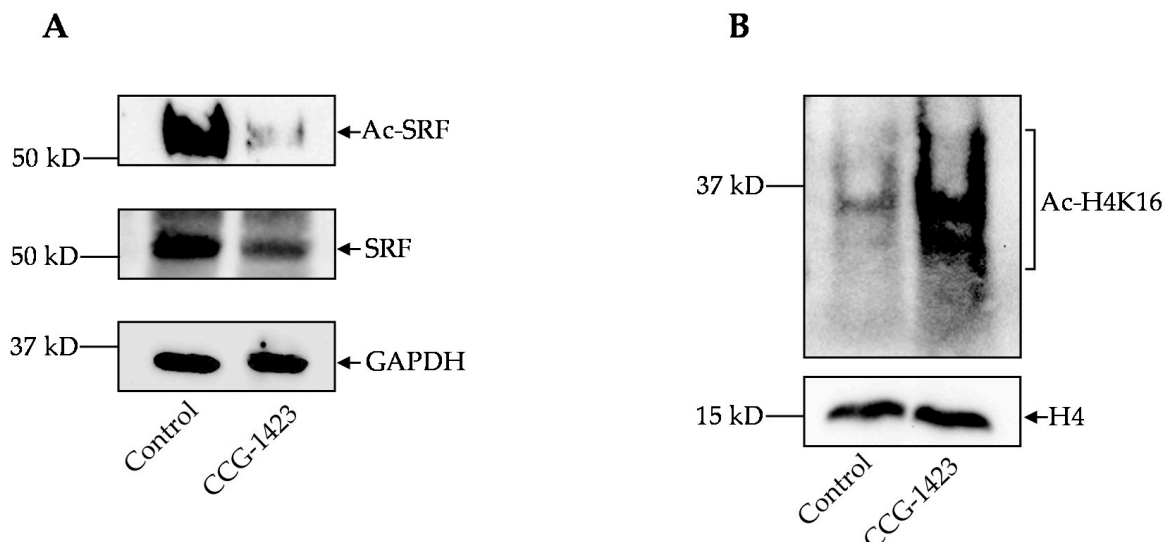 A
B
Ac-SRF
50 kD
50 kD
SRF
37 kD
GAPDH
Control
CCG-1423
37 kD
Ac-H4K16
15 kD
H4
Control
CCG-1423